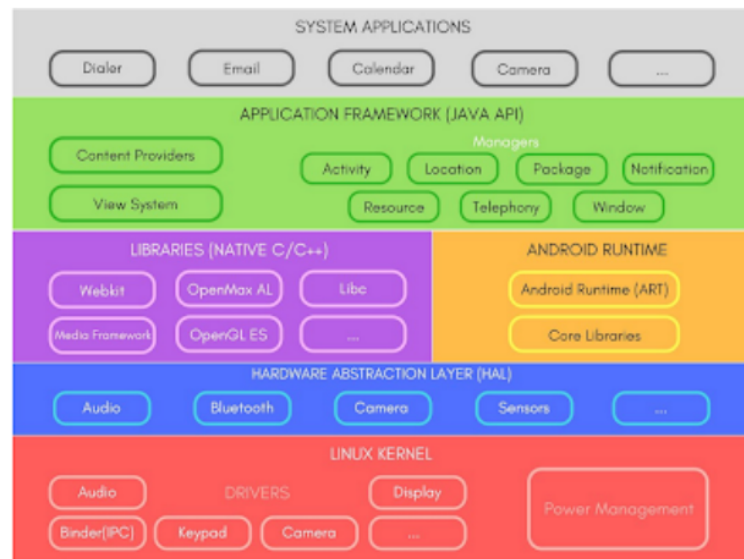 SYSTEM APPLICATIONS
Dialer Email Calendar Camera ...
APPLICATION FRAMEWORK (JAVA API)
Managers
Content Providers
Activity Location Package Notification
View System
Resource Telephony Window
LIBRARIES (NATIVE C/C++)
Webkit OpenMax AL Libc
Media Framework OpenGL ES ...
ANDROID RUNTIME
Android Runtime (ART)
Core Libraries
HARDWARE ABSTRACTION LAYER (HAL)
Audio Bluetooth Camera Sensors ...
LINUX KERNEL
Audio DRIVERS Display
Binder(IPC) Keypad Camera ...
Power Management